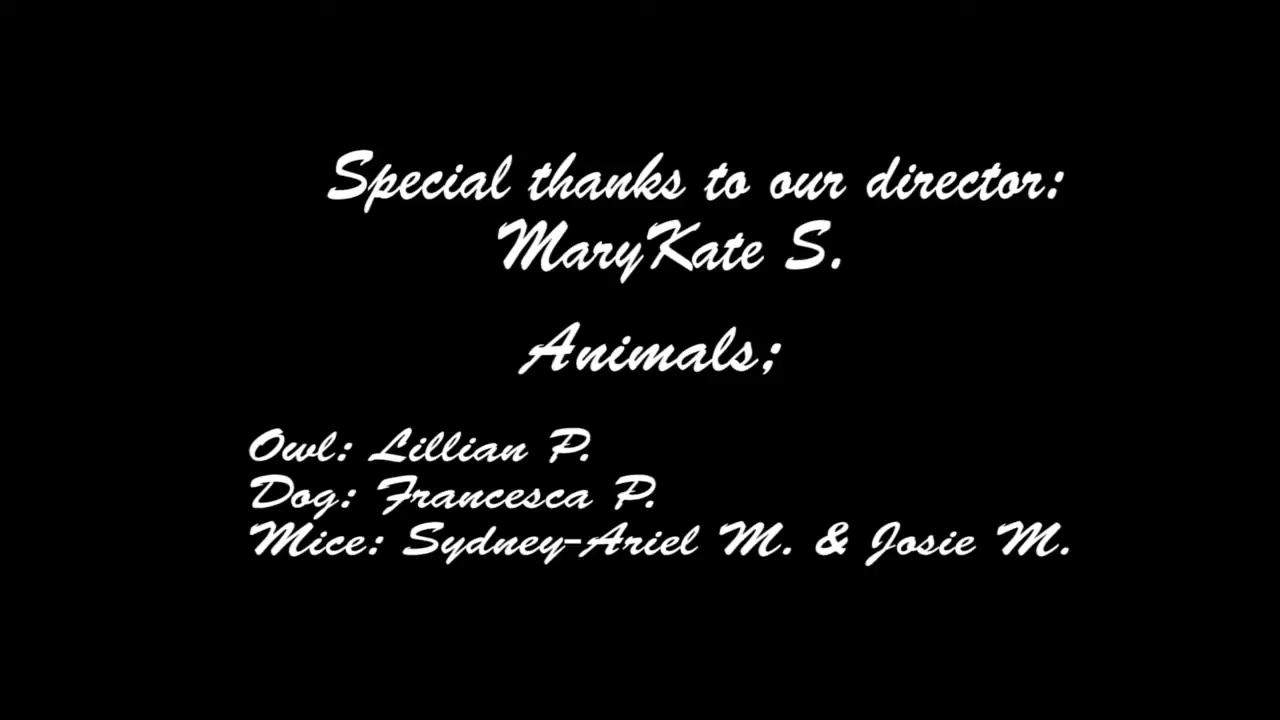 Special thanks to our director:
MaryKate S.
Animals;
Owl: Lillian P.
Dog: Francesca P.
Mice: Sydney-Ariel M. & Josie M.